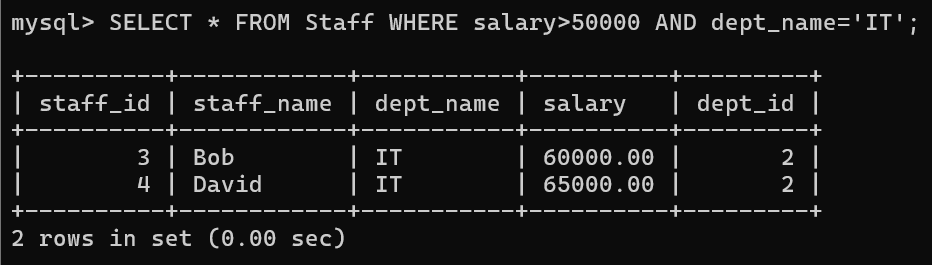 mysql> SELECT * FROM Staff WHERE salary>50000 AND dept_name='IT';
+----------+------------+-----------+----------+---------+
| staff_id | staff_name | dept_name | salary   | dept_id |
+----------+------------+-----------+----------+---------+
|        3 | Bob        | IT        | 60000.00 |       2 |
|        4 | David      | IT        | 65000.00 |       2 |
+----------+------------+-----------+----------+---------+
2 rows in set (0.00 sec)